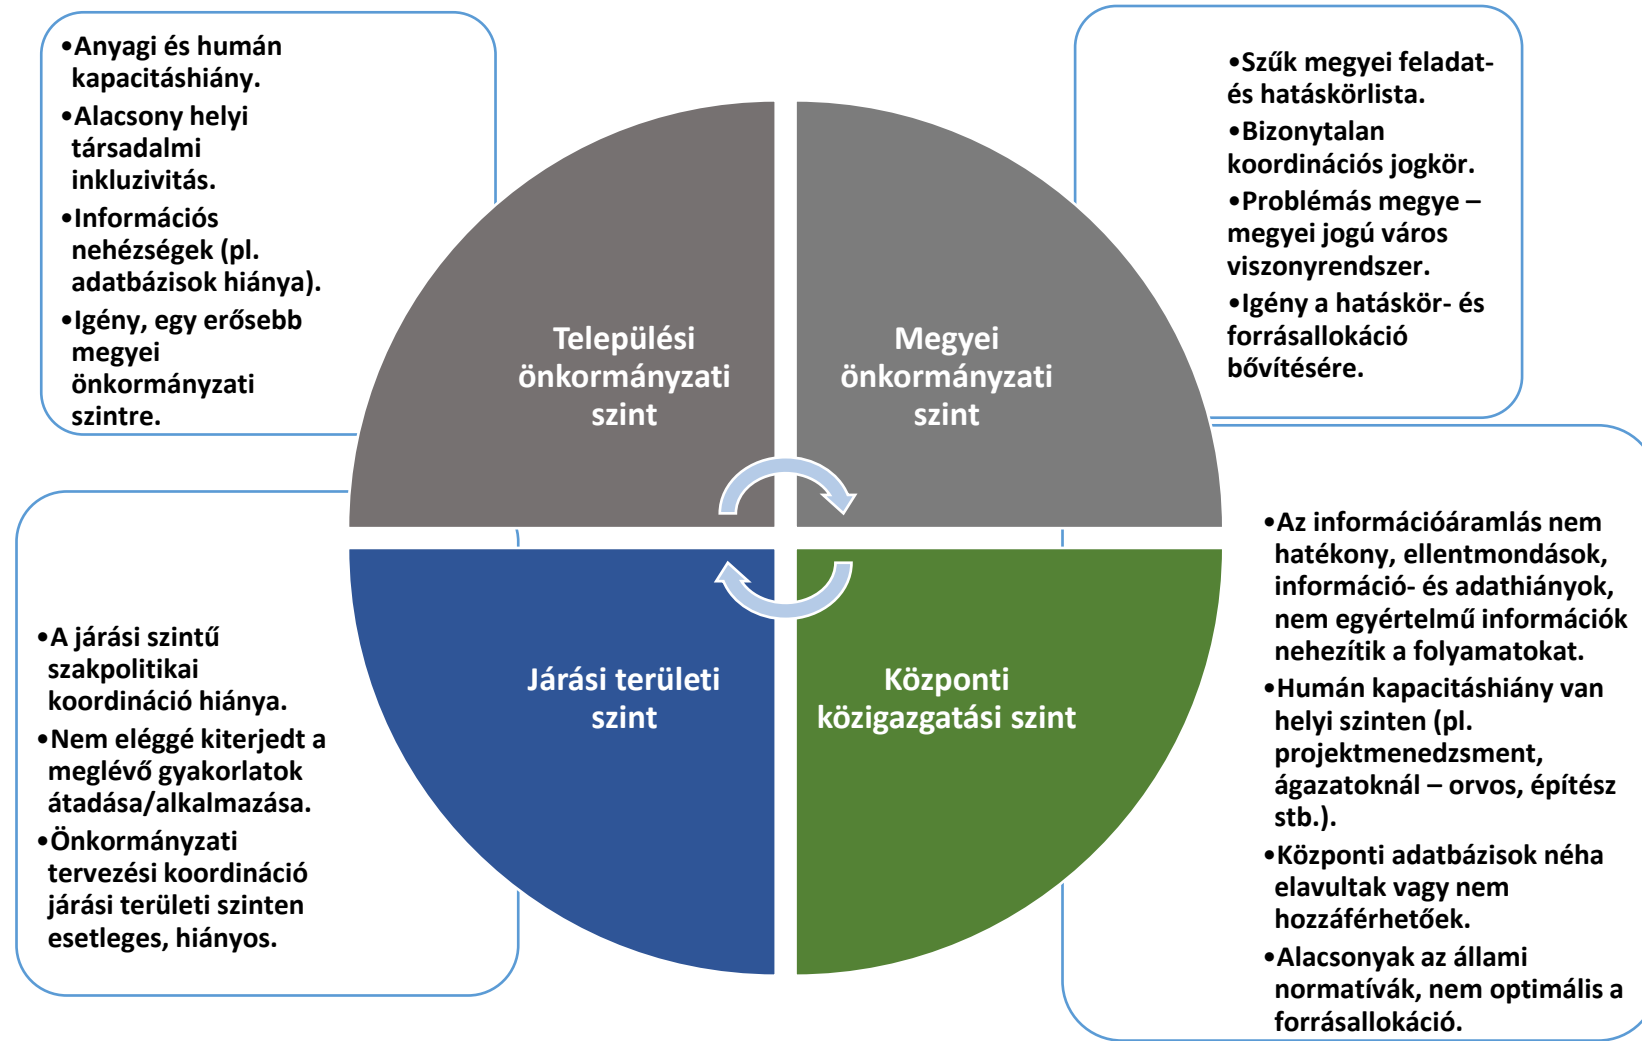 •Anyagi és humán
kapacitáshiány.
•Alacsony helyi
társadalmi
inkluzivitás.
•Információs
nehézségek (pl.
adatbázisok hiánya).
•Igény, egy erősebb
megyei
önkormányzati
szintre.
•Szűk megyei feladat-
és hatáskörlista.
•Bizonytalan
koordinációs jogkör.
•Problémás megye –
megyei jogú város
viszonyrendszer.
•Igény a hatáskör- és
forrásallokáció
bővítésére.
Települési
önkormányzati
szint
Megyei
önkormányzati
szint
Járási területi
szint
Központi
közigazgatási szint
•A járási szintű
szakpolitikai
koordináció hiánya.
•Nem eléggé kiterjedt a
meglévő gyakorlatok
átadása/alkalmazása.
•Önkormányzati
tervezési koordináció
járási területi szinten
esetleges, hiányos.
•Az információáramlás nem
hatékony, ellentmondások,
információ- és adathiányok,
nem egyértelmű információk
nehezítik a folyamatokat.
•Humán kapacitáshiány van
helyi szinten (pl.
projektmenedzsment,
ágazatoknál – orvos, építész
stb.).
•Központi adatbázisok néha
elavultak vagy nem
hozzáférhetőek.
•Alacsonyak az állami
normatívák, nem optimális a
forrásallokáció.